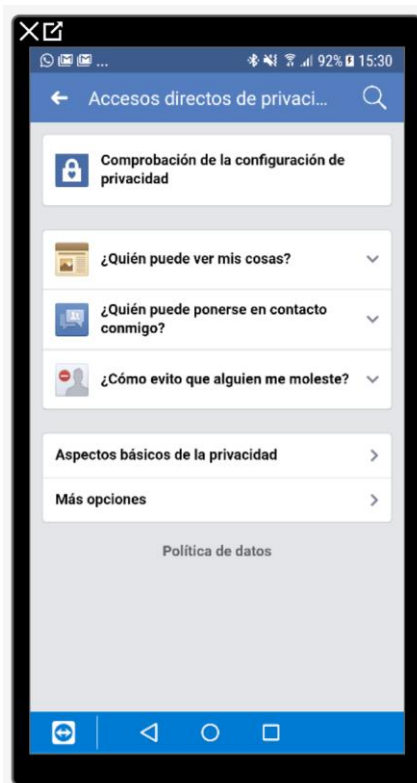 ... 92% 15:30
Accesos directos de privaci...
Comprobación de la configuración de
privacidad
¿Quién puede ver mis cosas?
¿Quién puede ponerse en contacto
conmigo?
¿Cómo evito que alguien me moleste?
Aspectos básicos de la privacidad
Más opciones
Política de datos